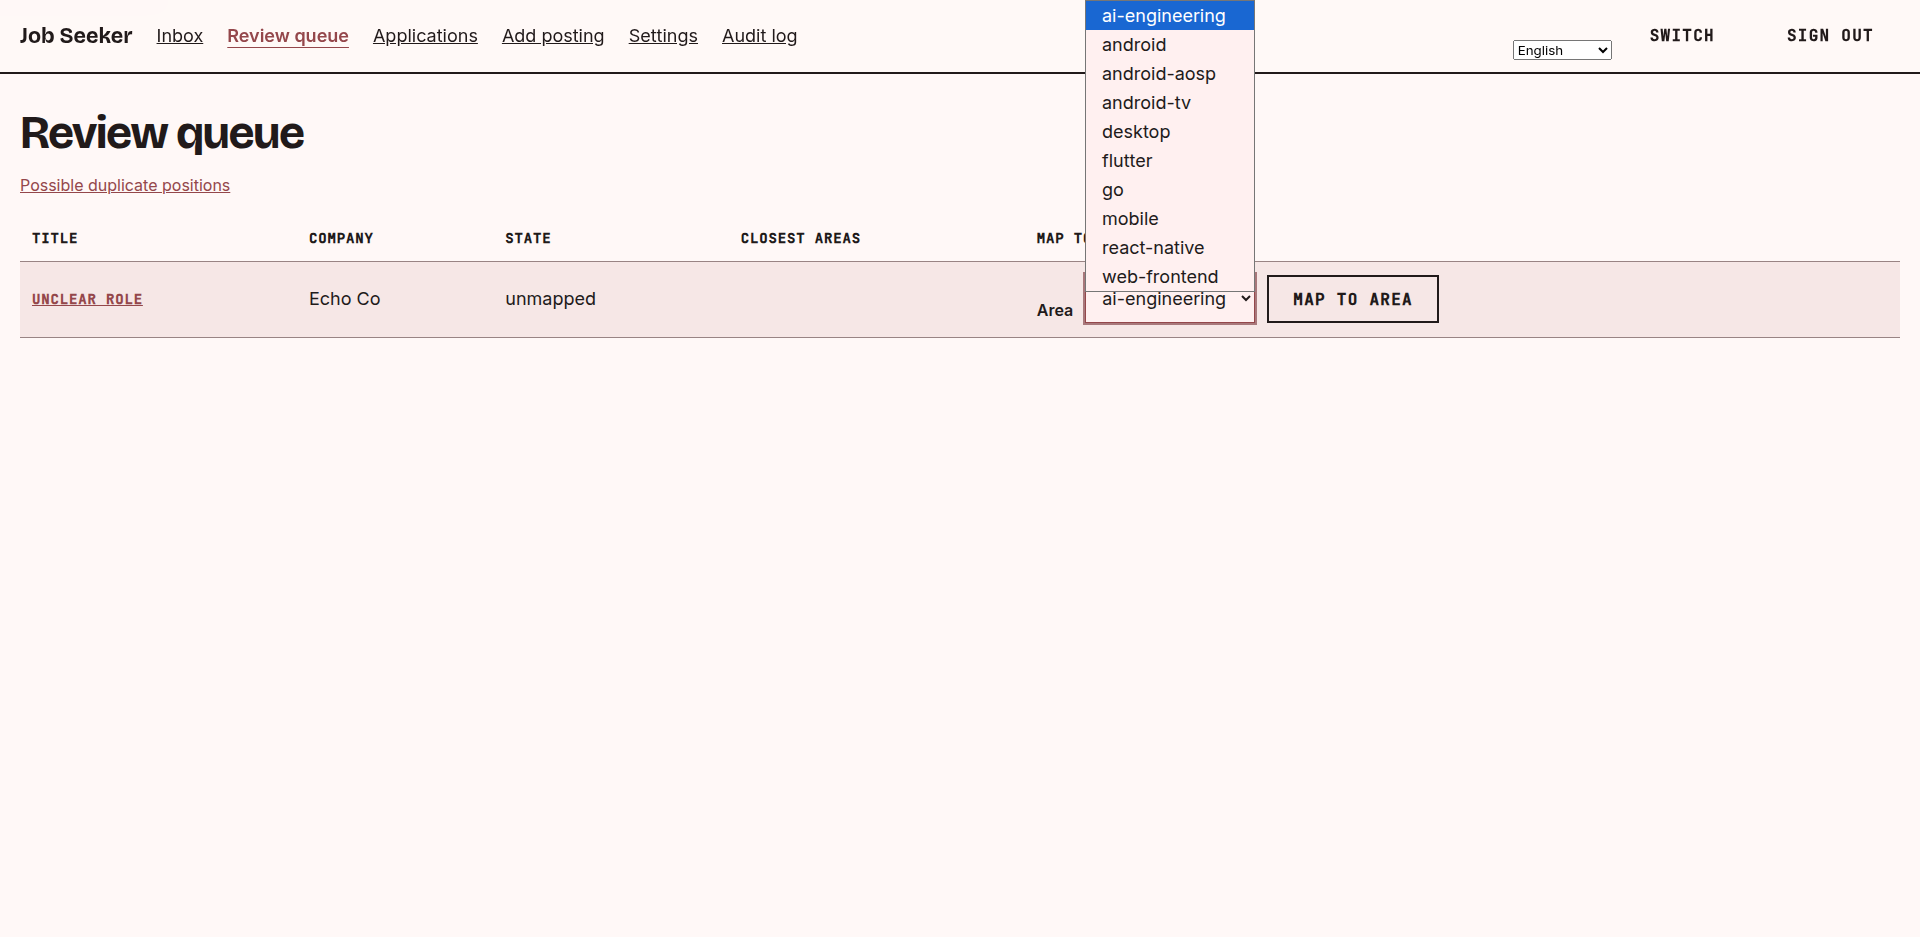 Job Seeker Inbox Review queue Applications Add posting Settings Audit log English SWITCH SIGN OUT
Review queue
Possible duplicate positions
TITLE COMPANY STATE CLOSEST AREAS MAP TO
UNCLEAR ROLE Echo Co unmapped Area ai-engineering MAP TO AREA
ai-engineering
android
android-aosp
android-tv
desktop
flutter
go
mobile
react-native
web-frontend